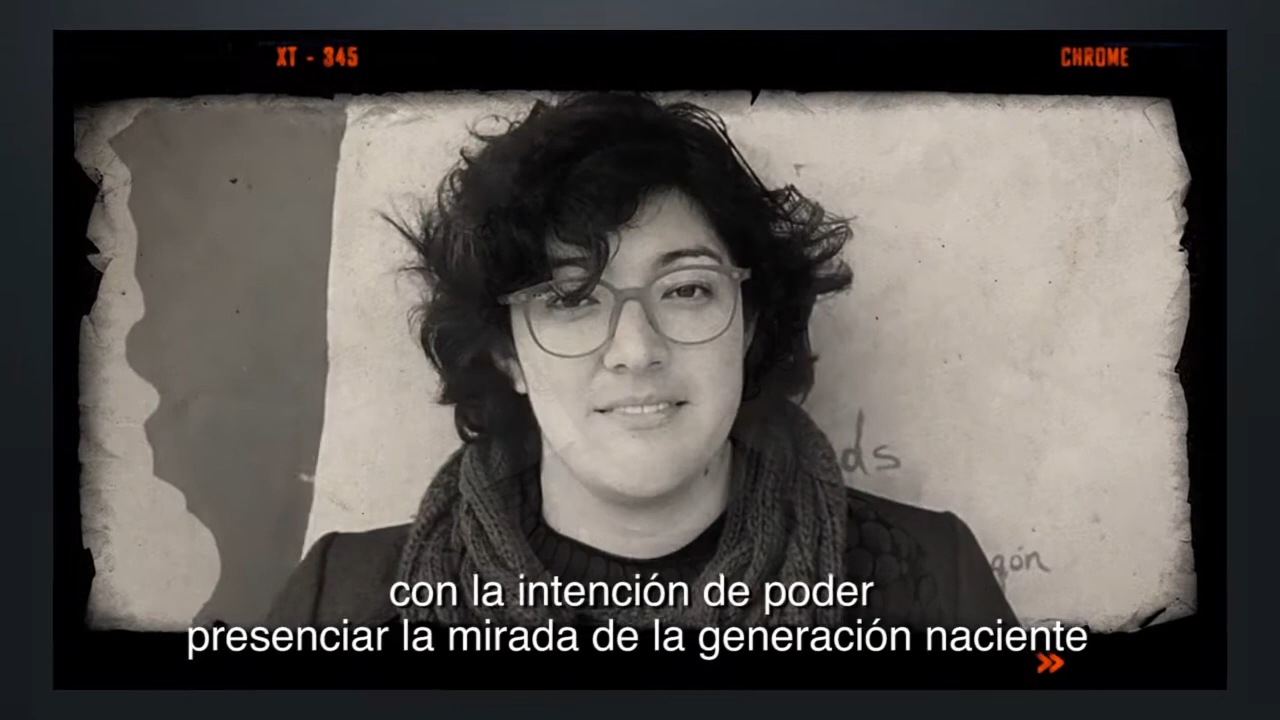 XT - 345
CHROME
ds
gón
con la intención de poder
presenciar la mirada de la generación naciente